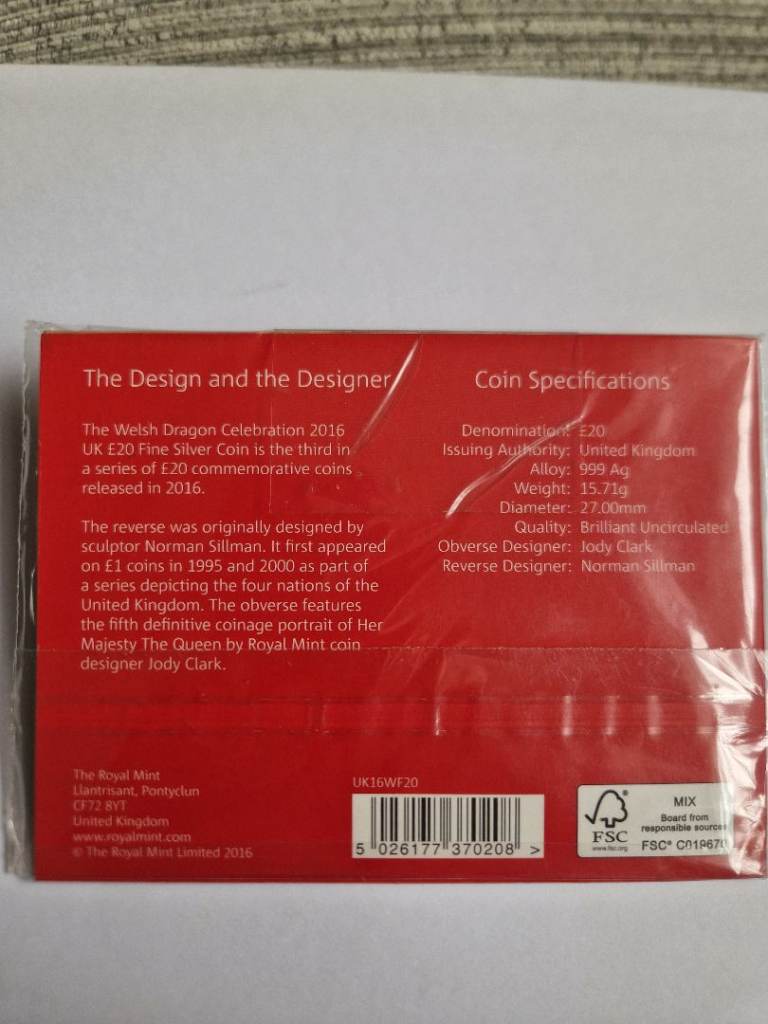 The Design and the Designer
The Welsh Dragon Celebration 2016
UK £20 Fine Silver Coin is the third in
a series of £20 commemorative coins
released in 2016.
The reverse was originally designed by
sculptor Norman Sillman. It first appeared
on £1 coins in 1995 and 2000 as part of
a series depicting the four nations of the
United Kingdom. The obverse features
the fifth definitive coinage portrait of Her
Majesty The Queen by Royal Mint coin
designer Jody Clark.
Coin Specifications
Denomination: £20
Issuing Authority: United Kingdom
Alloy: 999 Ag
Weight: 15.71g
Diameter: 27.00mm
Quality: Brilliant Uncirculated
Obverse Designer: Jody Clark
Reverse Designer: Norman Sillman
The Royal Mint
Llantrisant, Pontyclun
CF72 8YT
United Kingdom
www.royalmint.com
© The Royal Mint Limited 2016
UK16WF20
5 026177 370208 >
FSC
www.fsc.org
MIX
Board from
responsible sources
FSC® C019670